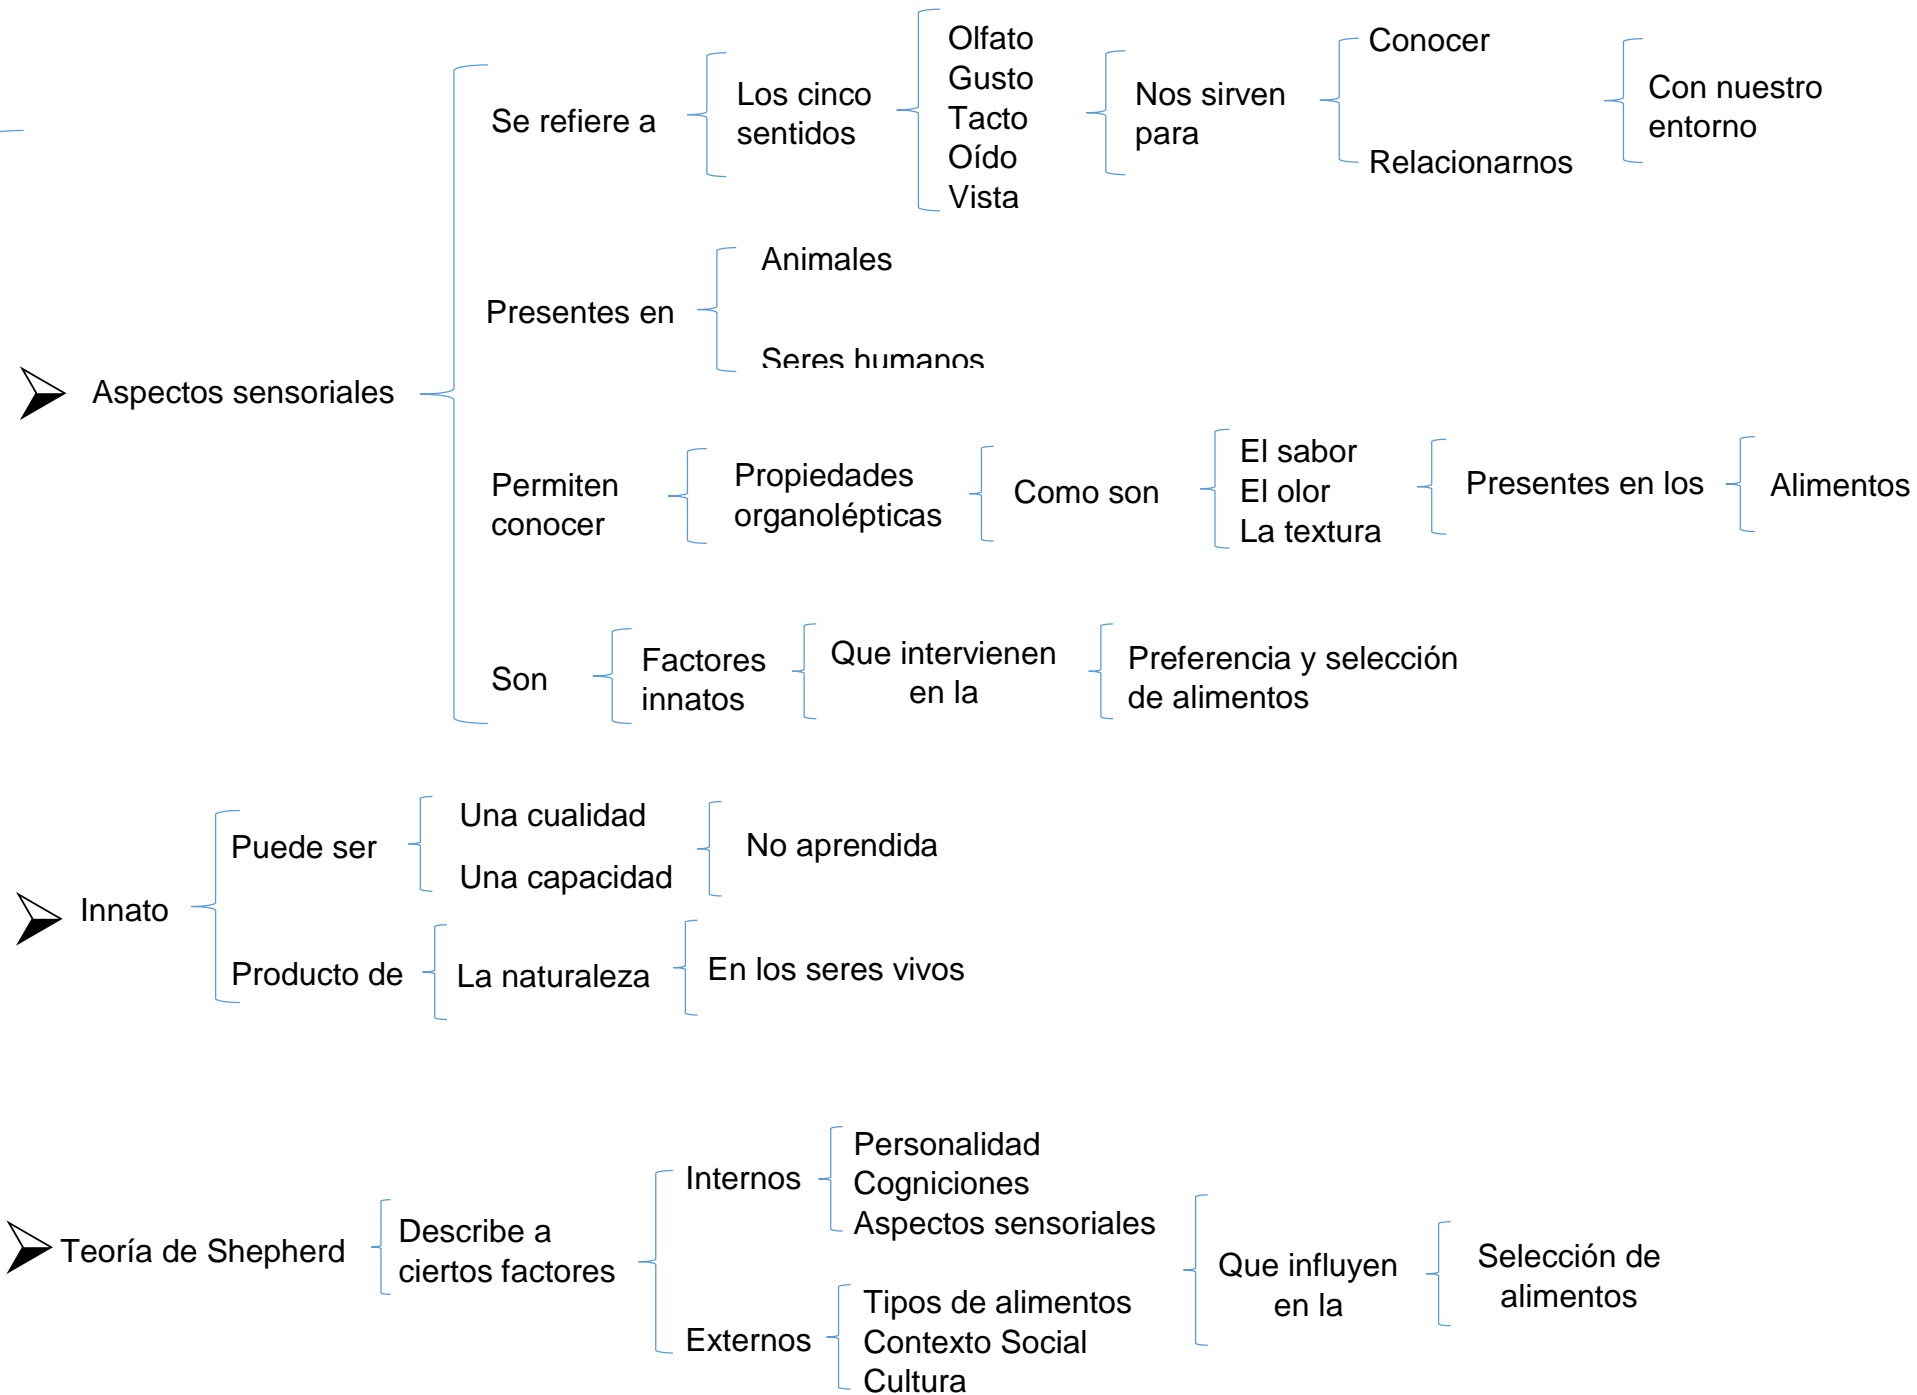 Olfato
Gusto
Tacto
Oído
Vista
Conocer
Relacionarnos
Con nuestro
entorno
Nos sirven
para
Los cinco
sentidos
Se refiere a
Animales
Presentes en
Seres humanos
Aspectos sensoriales
Permiten
conocer
Propiedades
organolépticas
Como son
El sabor
El olor
La textura
Presentes en los
Alimentos
Son
Factores
innatos
Que intervienen
en la
Preferencia y selección
de alimentos
Innato
Puede ser
Una cualidad
Una capacidad
No aprendida
Producto de
La naturaleza
En los seres vivos
Teoría de Shepherd
Describe a
ciertos factores
Internos
Personalidad
Cogniciones
Aspectos sensoriales
Externos
Tipos de alimentos
Contexto Social
Cultura
Que influyen
en la
Selección de
alimentos